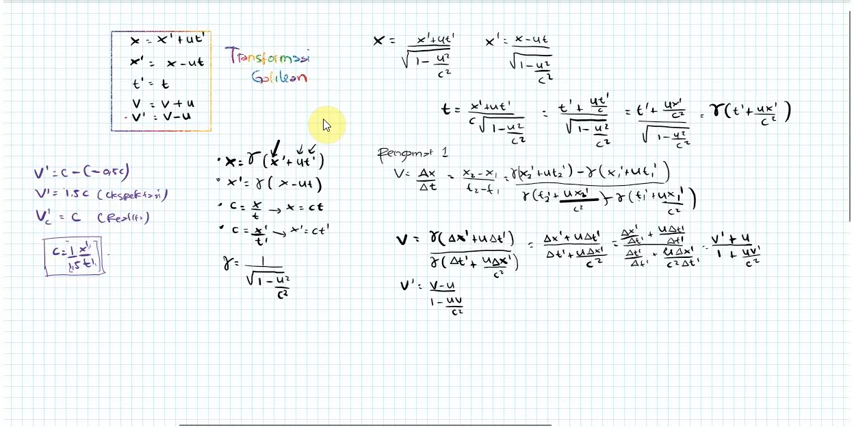 x = x' + ut'
x' = x - ut
t' = t
v = v + u
v' = v - u
Transformasi
Galilean
v' = c - (-0,5c)
v' = 1.5c (Ekspektasi)
v'c = c (Realita)
c = 1/1.5 x'/t'
• x = γ(x' + ut')
• x' = γ(x - ut)
• c = x/t → x = ct
• c = x'/t' → x' = ct'
γ = 1/√(1 - u²/c²)
x = (x' + ut')/√(1 - u²/c²)   x' = (x - ut)/√(1 - u²/c²)
t = (x' + ut')/(c√(1 - u²/c²)) = (t' + ut'/c)/√(1 - u²/c²) = (t' + ux'/c²)/√(1 - u²/c²) = γ(t' + ux'/c²)
Pengamat 1
v = Δx/Δt = (x₂ - x₁)/(t₂ - t₁) = (γ(x₂' + ut₂') - γ(x₁' + ut₁'))/(γ(t₂' + ux₂'/c²) - γ(t₁' + ux₁'/c²))
v = γ(Δx' + uΔt')/γ(Δt' + uΔx'/c²) = (Δx' + uΔt')/(Δt' + uΔx'/c²) = (Δx'/Δt' + uΔt'/Δt')/(Δt'/Δt' + uΔx'/c²Δt') = (v' + u)/(1 + uv'/c²)
v' = (v - u)/(1 - uv/c²)